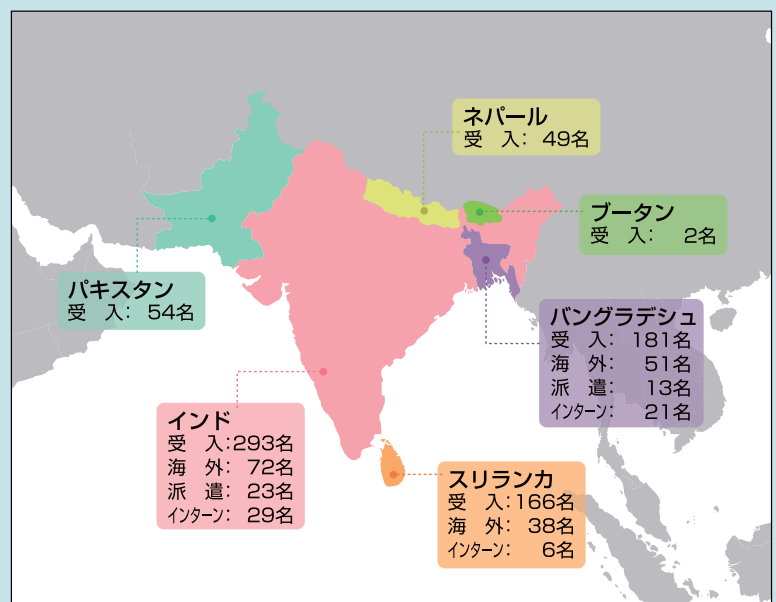 ネパール
受　入： 49名
ブータン
受　入： 2名
パキスタン
受　入： 54名
バングラデシュ
受　入： 181名
海　外： 51名
派　遣： 13名
インターン： 21名
インド
受　入：293名
海　外： 72名
派　遣： 23名
インターン： 29名
スリランカ
受　入：166名
海　外： 38名
インターン： 6名